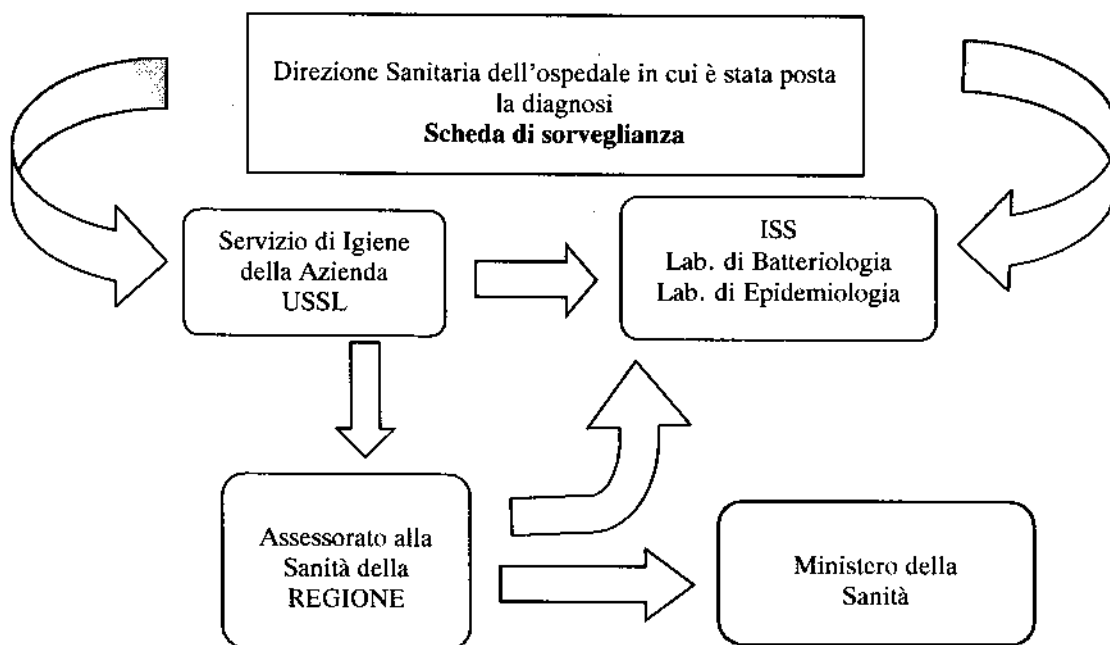 Direzione Sanitaria dell'ospedale in cui è stata posta
la diagnosi
Scheda di sorveglianza
Servizio di Igiene
della Azienda
USSL
ISS
Lab. di Batteriologia
Lab. di Epidemiologia
Assessorato alla
Sanità della
REGIONE
Ministero della
Sanità